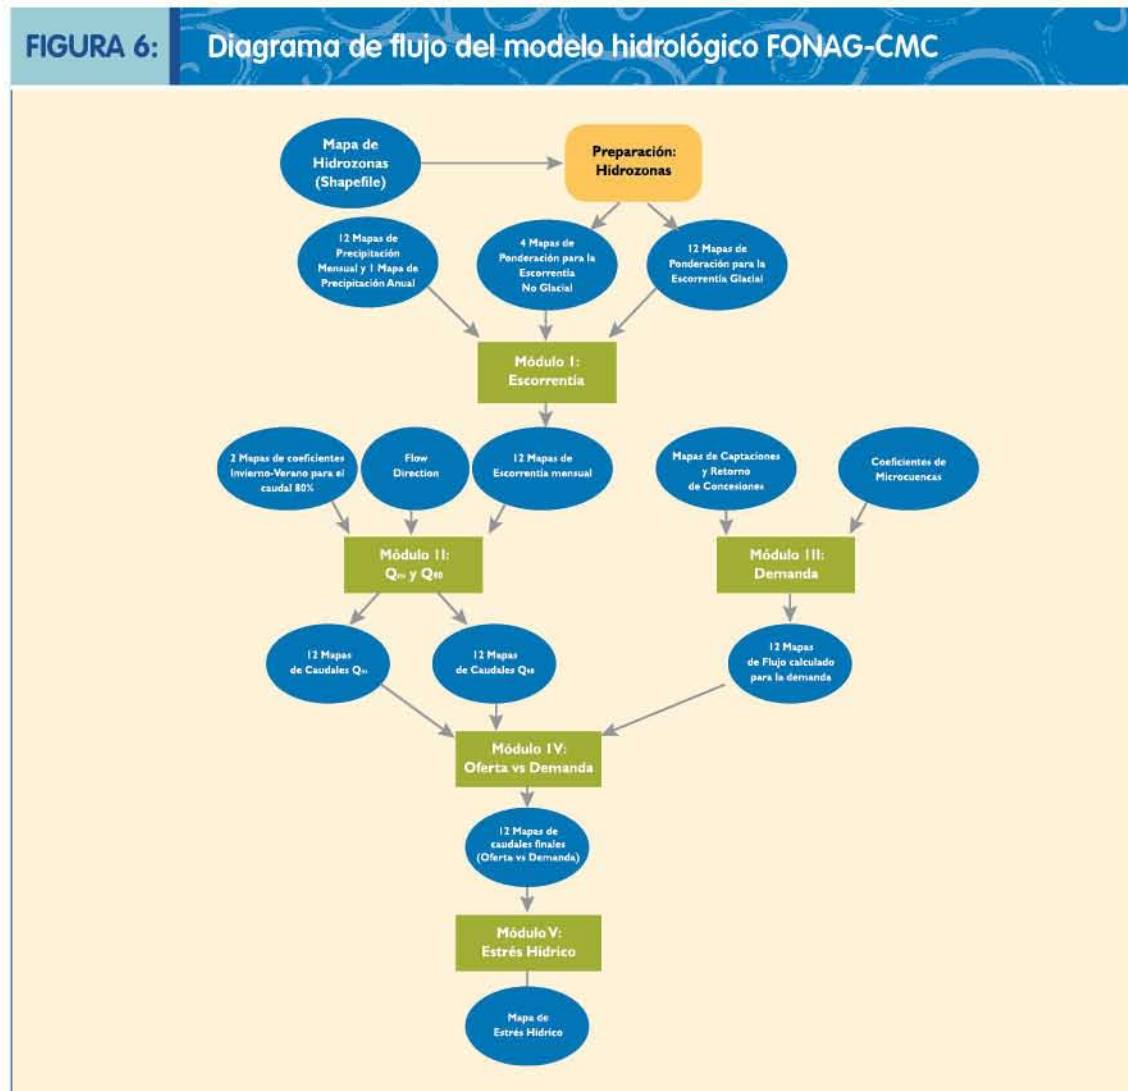 FIGURA 6:
Diagrama de flujo del modelo hidrológico FONAG-CMC
Mapa de
Hidrozonas
(Shapefile)
Preparación:
Hidrozonas
12 Mapas de
Precipitación
Mensual y 1 Mapa de
Precipitación Anual
4 Mapas de
Ponderación para la
Escorrentía
No Glacial
12 Mapas de
Ponderación para la
Escorrentía Glacial
Módulo I:
Escorrentía
2 Mapas de coeficientes
Invierno-Verano para el
caudal 80%
Flow
Direction
12 Mapas de
Escorrentía mensual
Mapas de Captaciones
y Retorno
de Concesiones
Coeficientes de
Microcuencas
Módulo II:
Qm y Q80
Módulo III:
Demanda
12 Mapas
de Caudales Qm
12 Mapas
de Caudales Q80
12 Mapas
de Flujo calculado
para la demanda
Módulo IV:
Oferta vs Demanda
12 Mapas de
caudales finales
(Oferta vs Demanda)
Módulo V:
Estrés Hídrico
Mapa de
Estrés Hídrico